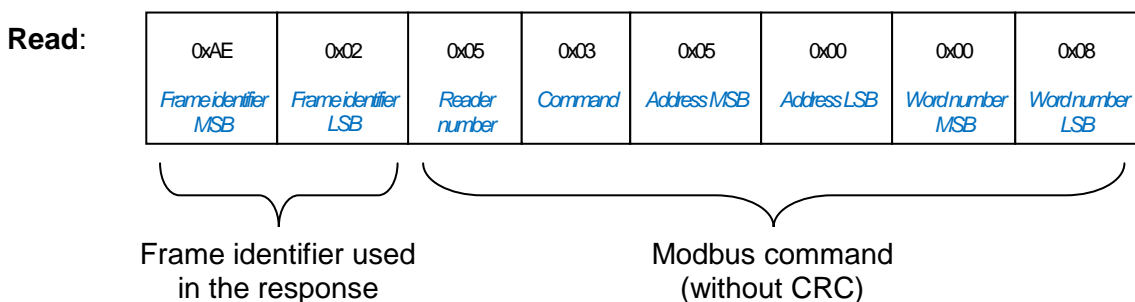 Read:
0xAE 0x02 0x05 0x03 0x05 0x00 0x00 0x08
Frame identifier MSB Frame identifier LSB Reader number Command Address MSB Address LSB Word number MSB Word number LSB
Frame identifier used
in the response
Modbus command
(without CRC)